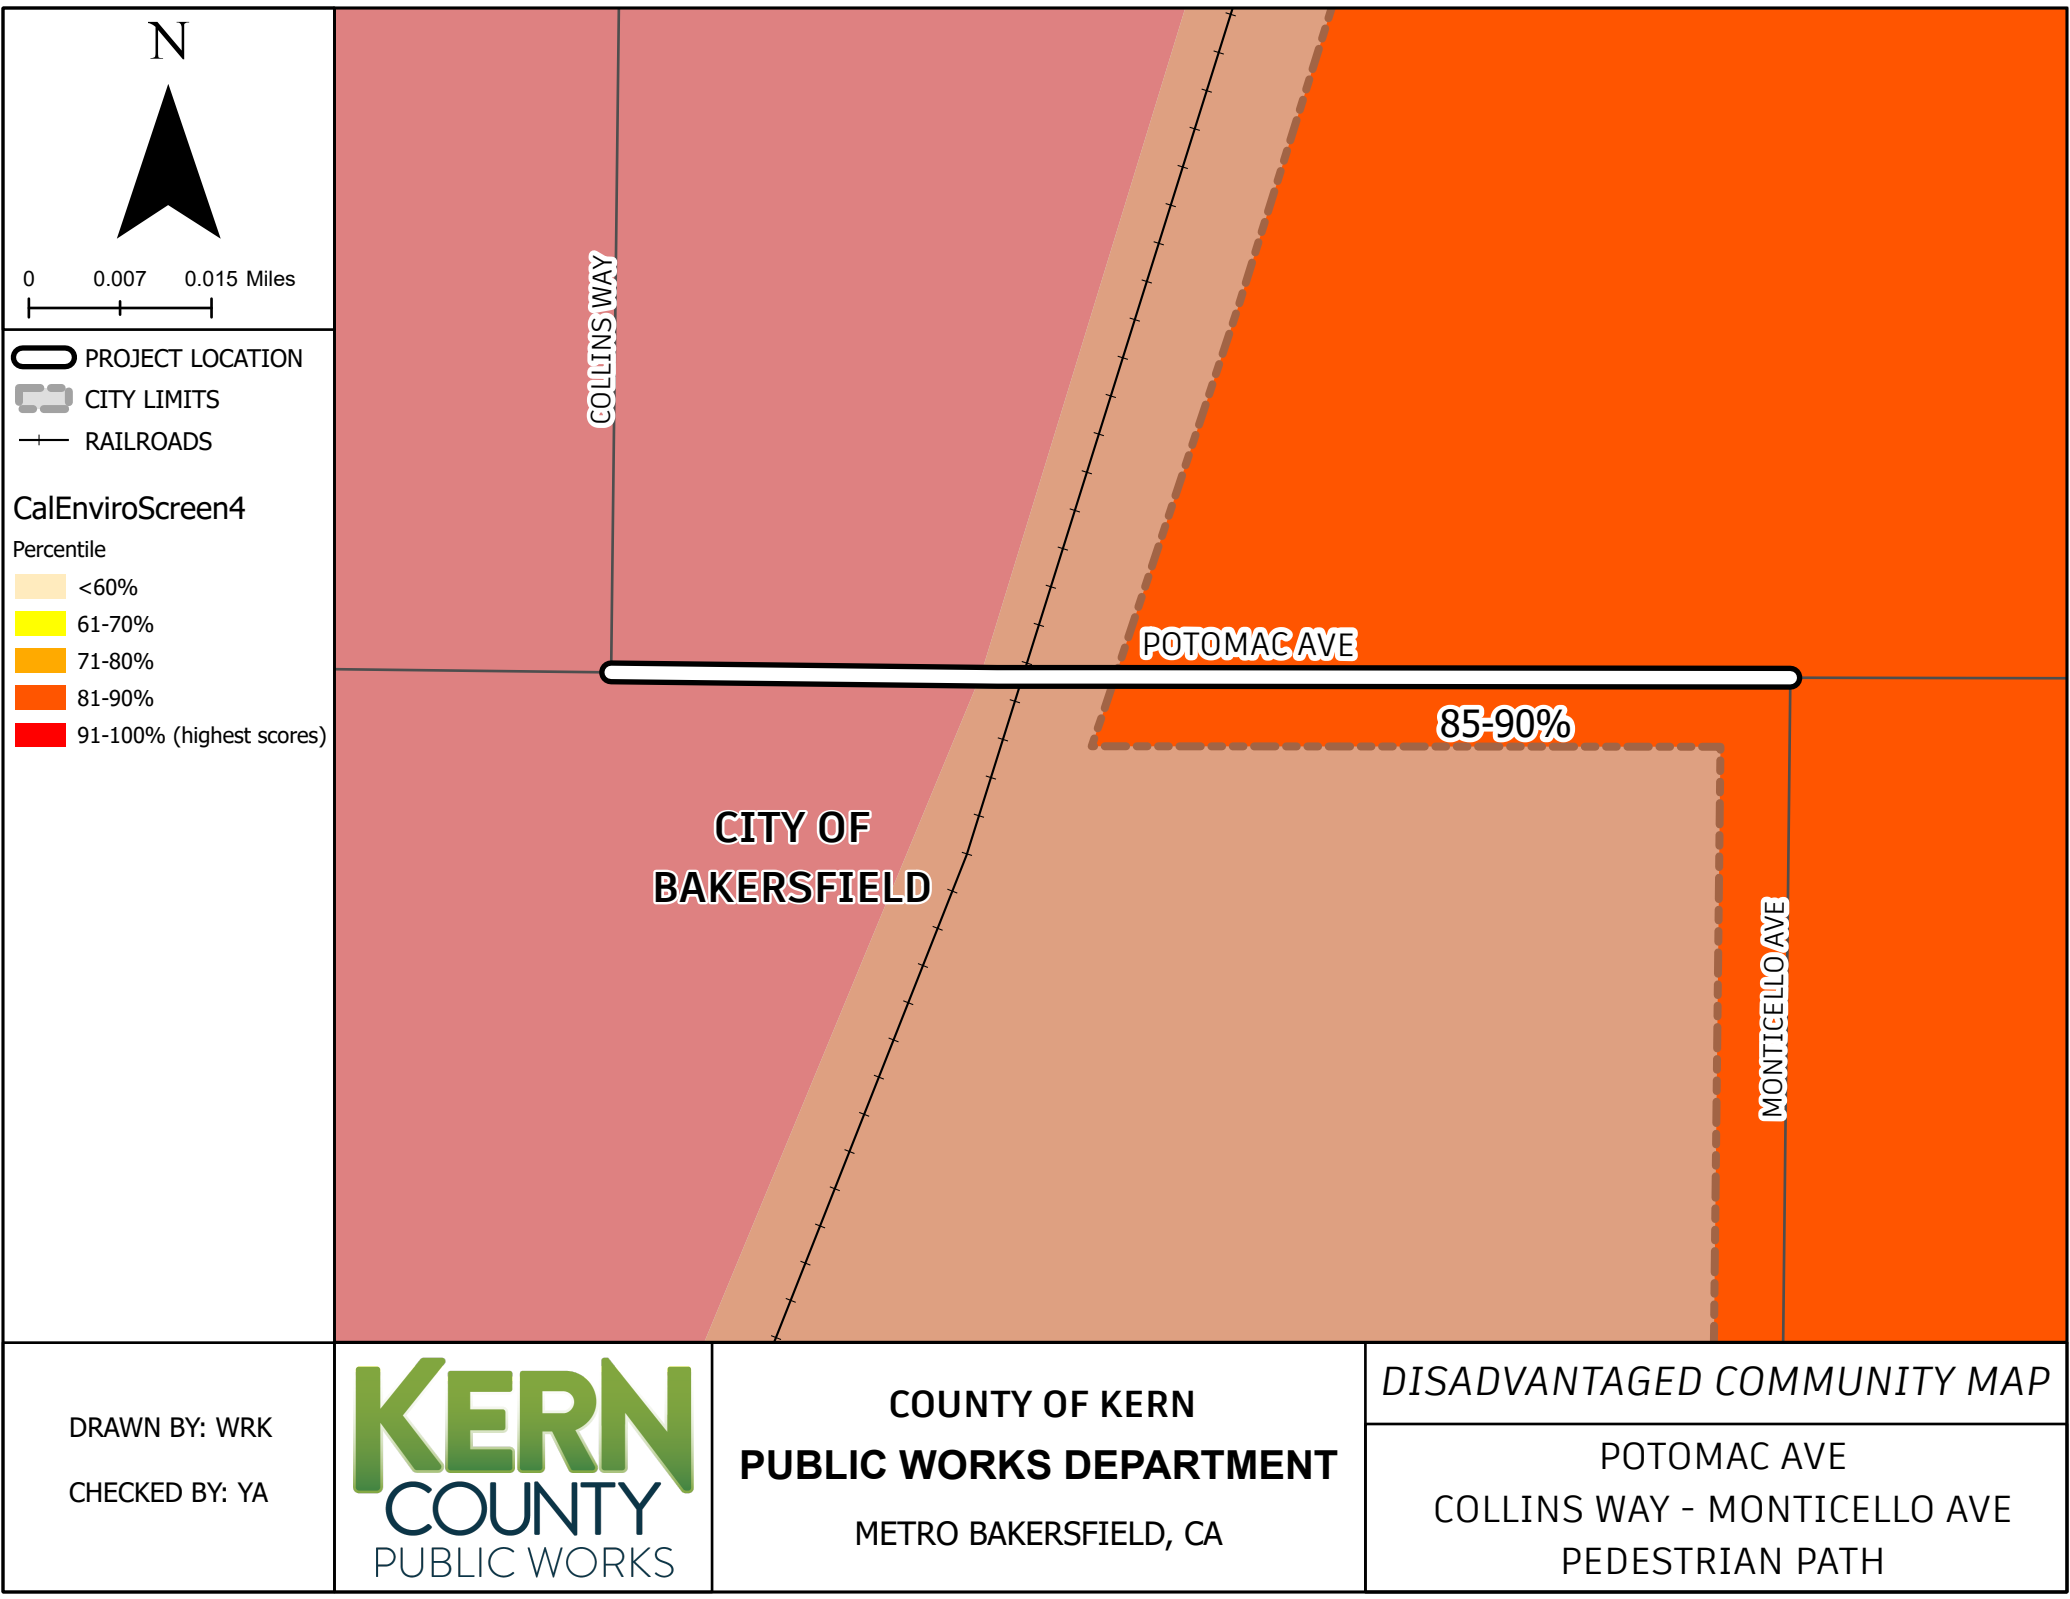 N
0 0.007 0.015 Miles
PROJECT LOCATION
CITY LIMITS
RAILROADS
CalEnviroScreen4
Percentile
<60%
61-70%
71-80%
81-90%
91-100% (highest scores)
COLLINS WAY
POTOMAC AVE
85-90%
CITY OF
BAKERSFIELD
MONTICELLO AVE
DRAWN BY: WRK
CHECKED BY: YA
KERN
COUNTY
PUBLIC WORKS
COUNTY OF KERN
PUBLIC WORKS DEPARTMENT
METRO BAKERSFIELD, CA
DISADVANTAGED COMMUNITY MAP
POTOMAC AVE
COLLINS WAY - MONTICELLO AVE
PEDESTRIAN PATH